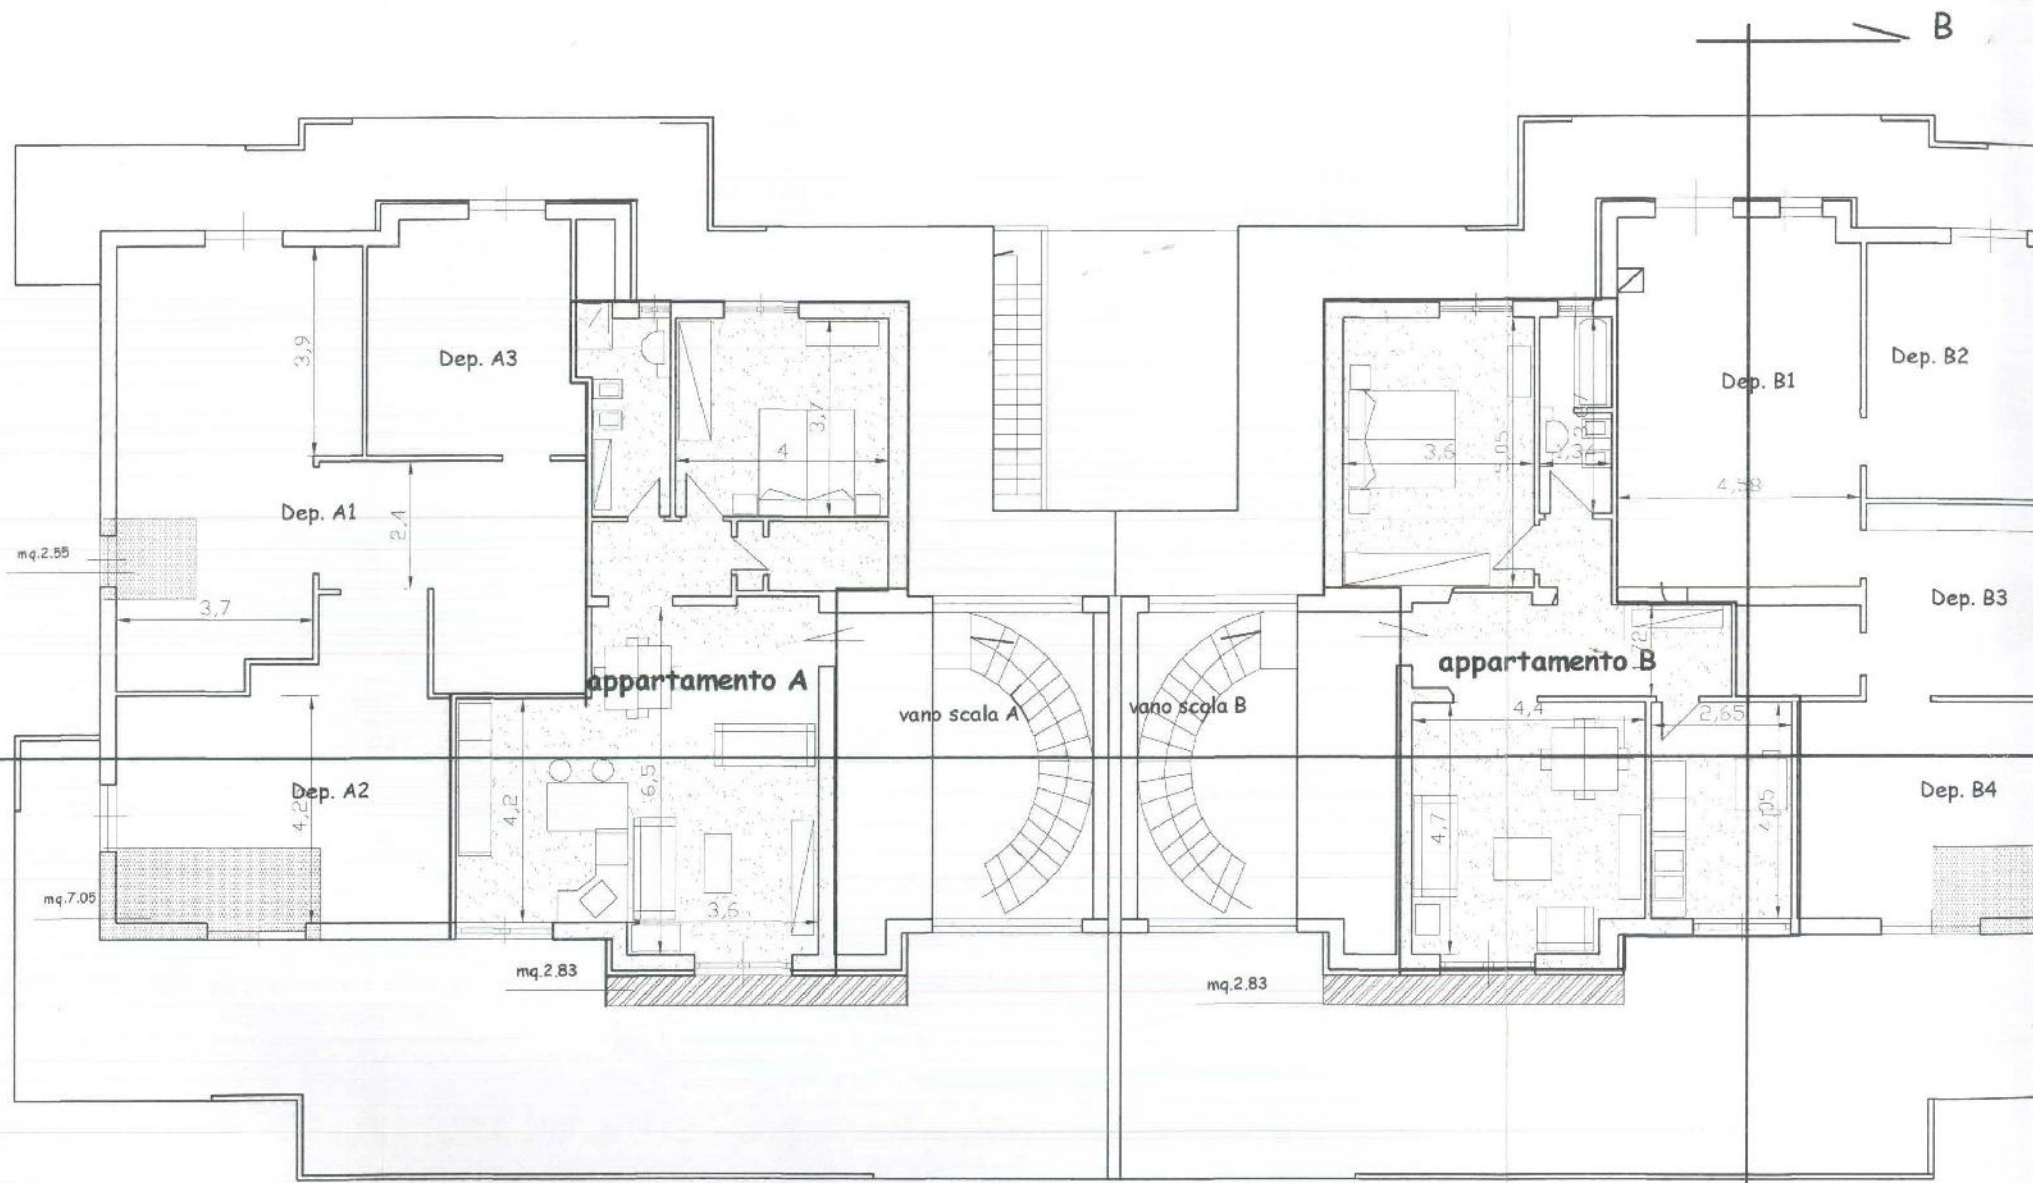 B
Dep. A3
Dep. B2
Dep. B1
3,9
3,7
4
3,6
5,05
4,58
Dep. A1
2,4
mq.2.55
3,7
Dep. B3
appartamento A
appartamento B
vano scala A
vano scala B
4,4
2,65
Dep. A2
4,2
4,2
6,5
4,7
4,05
Dep. B4
mq.7.05
3,6
mq.2.83
mq.2.83